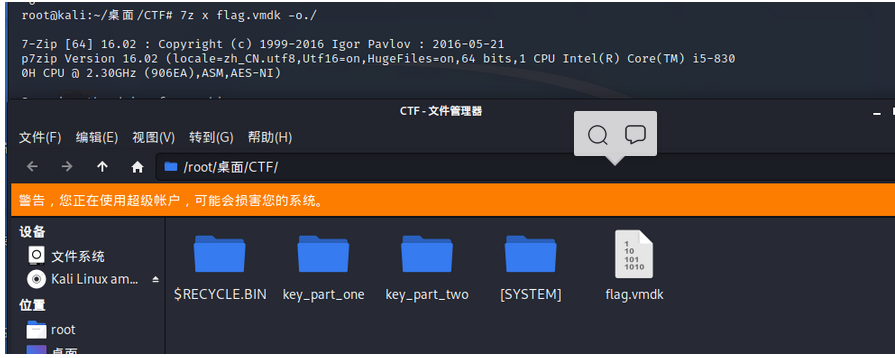 root@kali:~/桌面/CTF# 7z x flag.vmdk -o./
7-Zip [64] 16.02 : Copyright (c) 1999-2016 Igor Pavlov : 2016-05-21
p7zip Version 16.02 (locale=zh_CN.utf8,Utf16=on,HugeFiles=on,64 bits,1 CPU Intel(R) Core(TM) i5-830
0H CPU @ 2.30GHz (906EA),ASM,AES-NI)
CTF - 文件管理器
文件(F) 编辑(E) 视图(V) 转到(G) 帮助(H)
/root/桌面/CTF/
警告，您正在使用超级帐户，可能会损害您的系统。
设备
文件系统
Kali Linux am...
位置
root
桌面
$RECYCLE.BIN
key_part_one
key_part_two
[SYSTEM]
1
10
101
1010
flag.vmdk